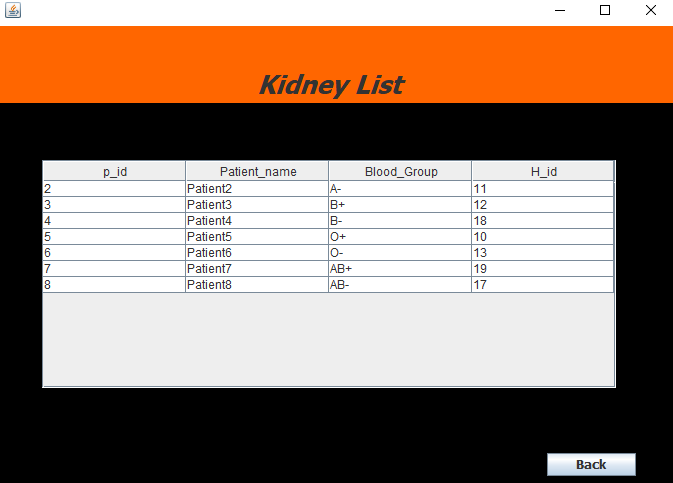 Kidney List
p_id Patient_name Blood_Group H_id
2 Patient2 A- 11
3 Patient3 B+ 12
4 Patient4 B- 18
5 Patient5 O+ 10
6 Patient6 O- 13
7 Patient7 AB+ 19
8 Patient8 AB- 17
Back